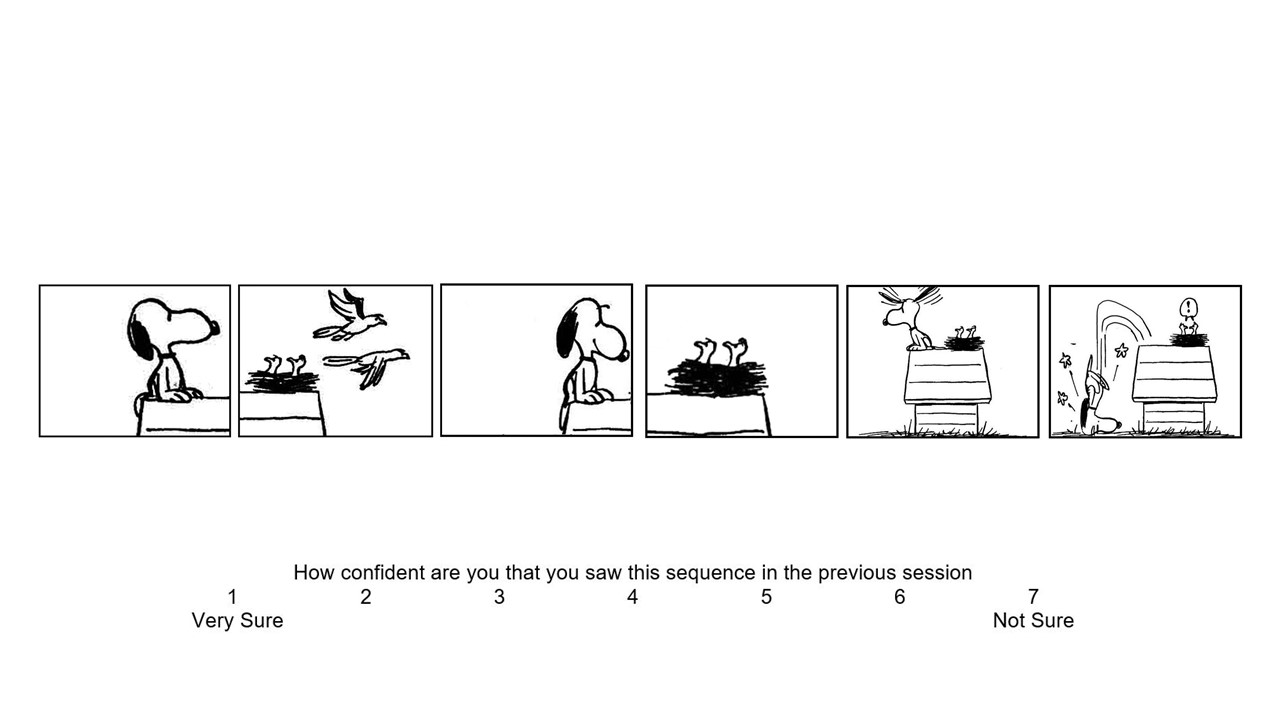 !
How confident are you that you saw this sequence in the previous session
1 2 3 4 5 6 7
Very Sure Not Sure